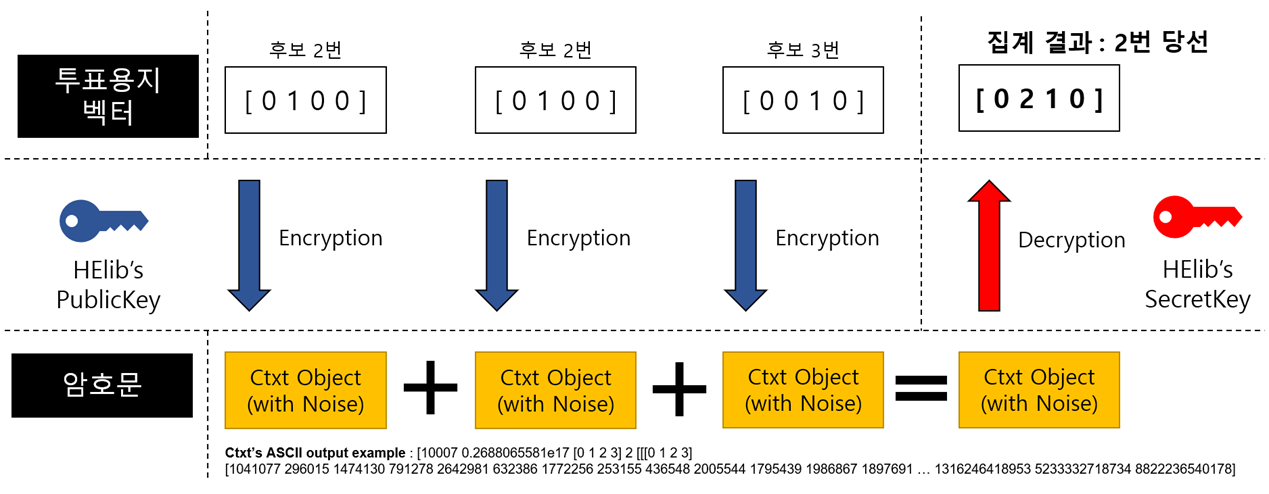 후보 2번
후보 2번
후보 3번
집계 결과 : 2번 당선
투표용지
벡터
[ 0 1 0 0 ]
[ 0 1 0 0 ]
[ 0 0 1 0 ]
[ 0 2 1 0 ]
HElib's
PublicKey
Encryption
Encryption
Encryption
Decryption
HElib's
SecretKey
암호문
Ctxt Object
(with Noise)
+
Ctxt Object
(with Noise)
+
Ctxt Object
(with Noise)
=
Ctxt Object
(with Noise)
Ctxt's ASCII output example : [10007 0.2688065581e17 [0 1 2 3] 2 [[[0 1 2 3]
[1041077 296015 1474130 791278 2642981 632386 1772256 253155 436548 2005544 1795439 1986867 1897691 … 1316246418953 5233332718734 88222365401​78]